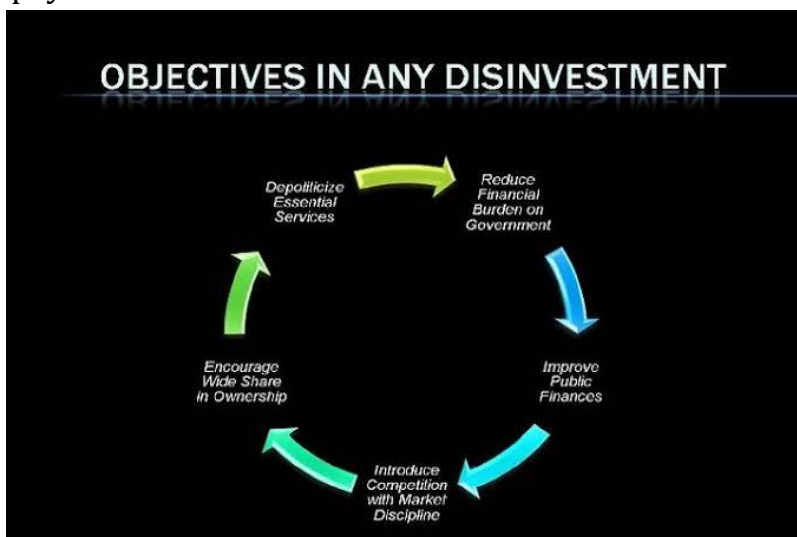 OBJECTIVES IN ANY DISINVESTMENT
Depoliticize
Essential
Services
Reduce
Financial
Burden on
Government
Improve
Public
Finances
Introduce
Competition
with Market
Discipline
Encourage
Wide Share
in Ownership